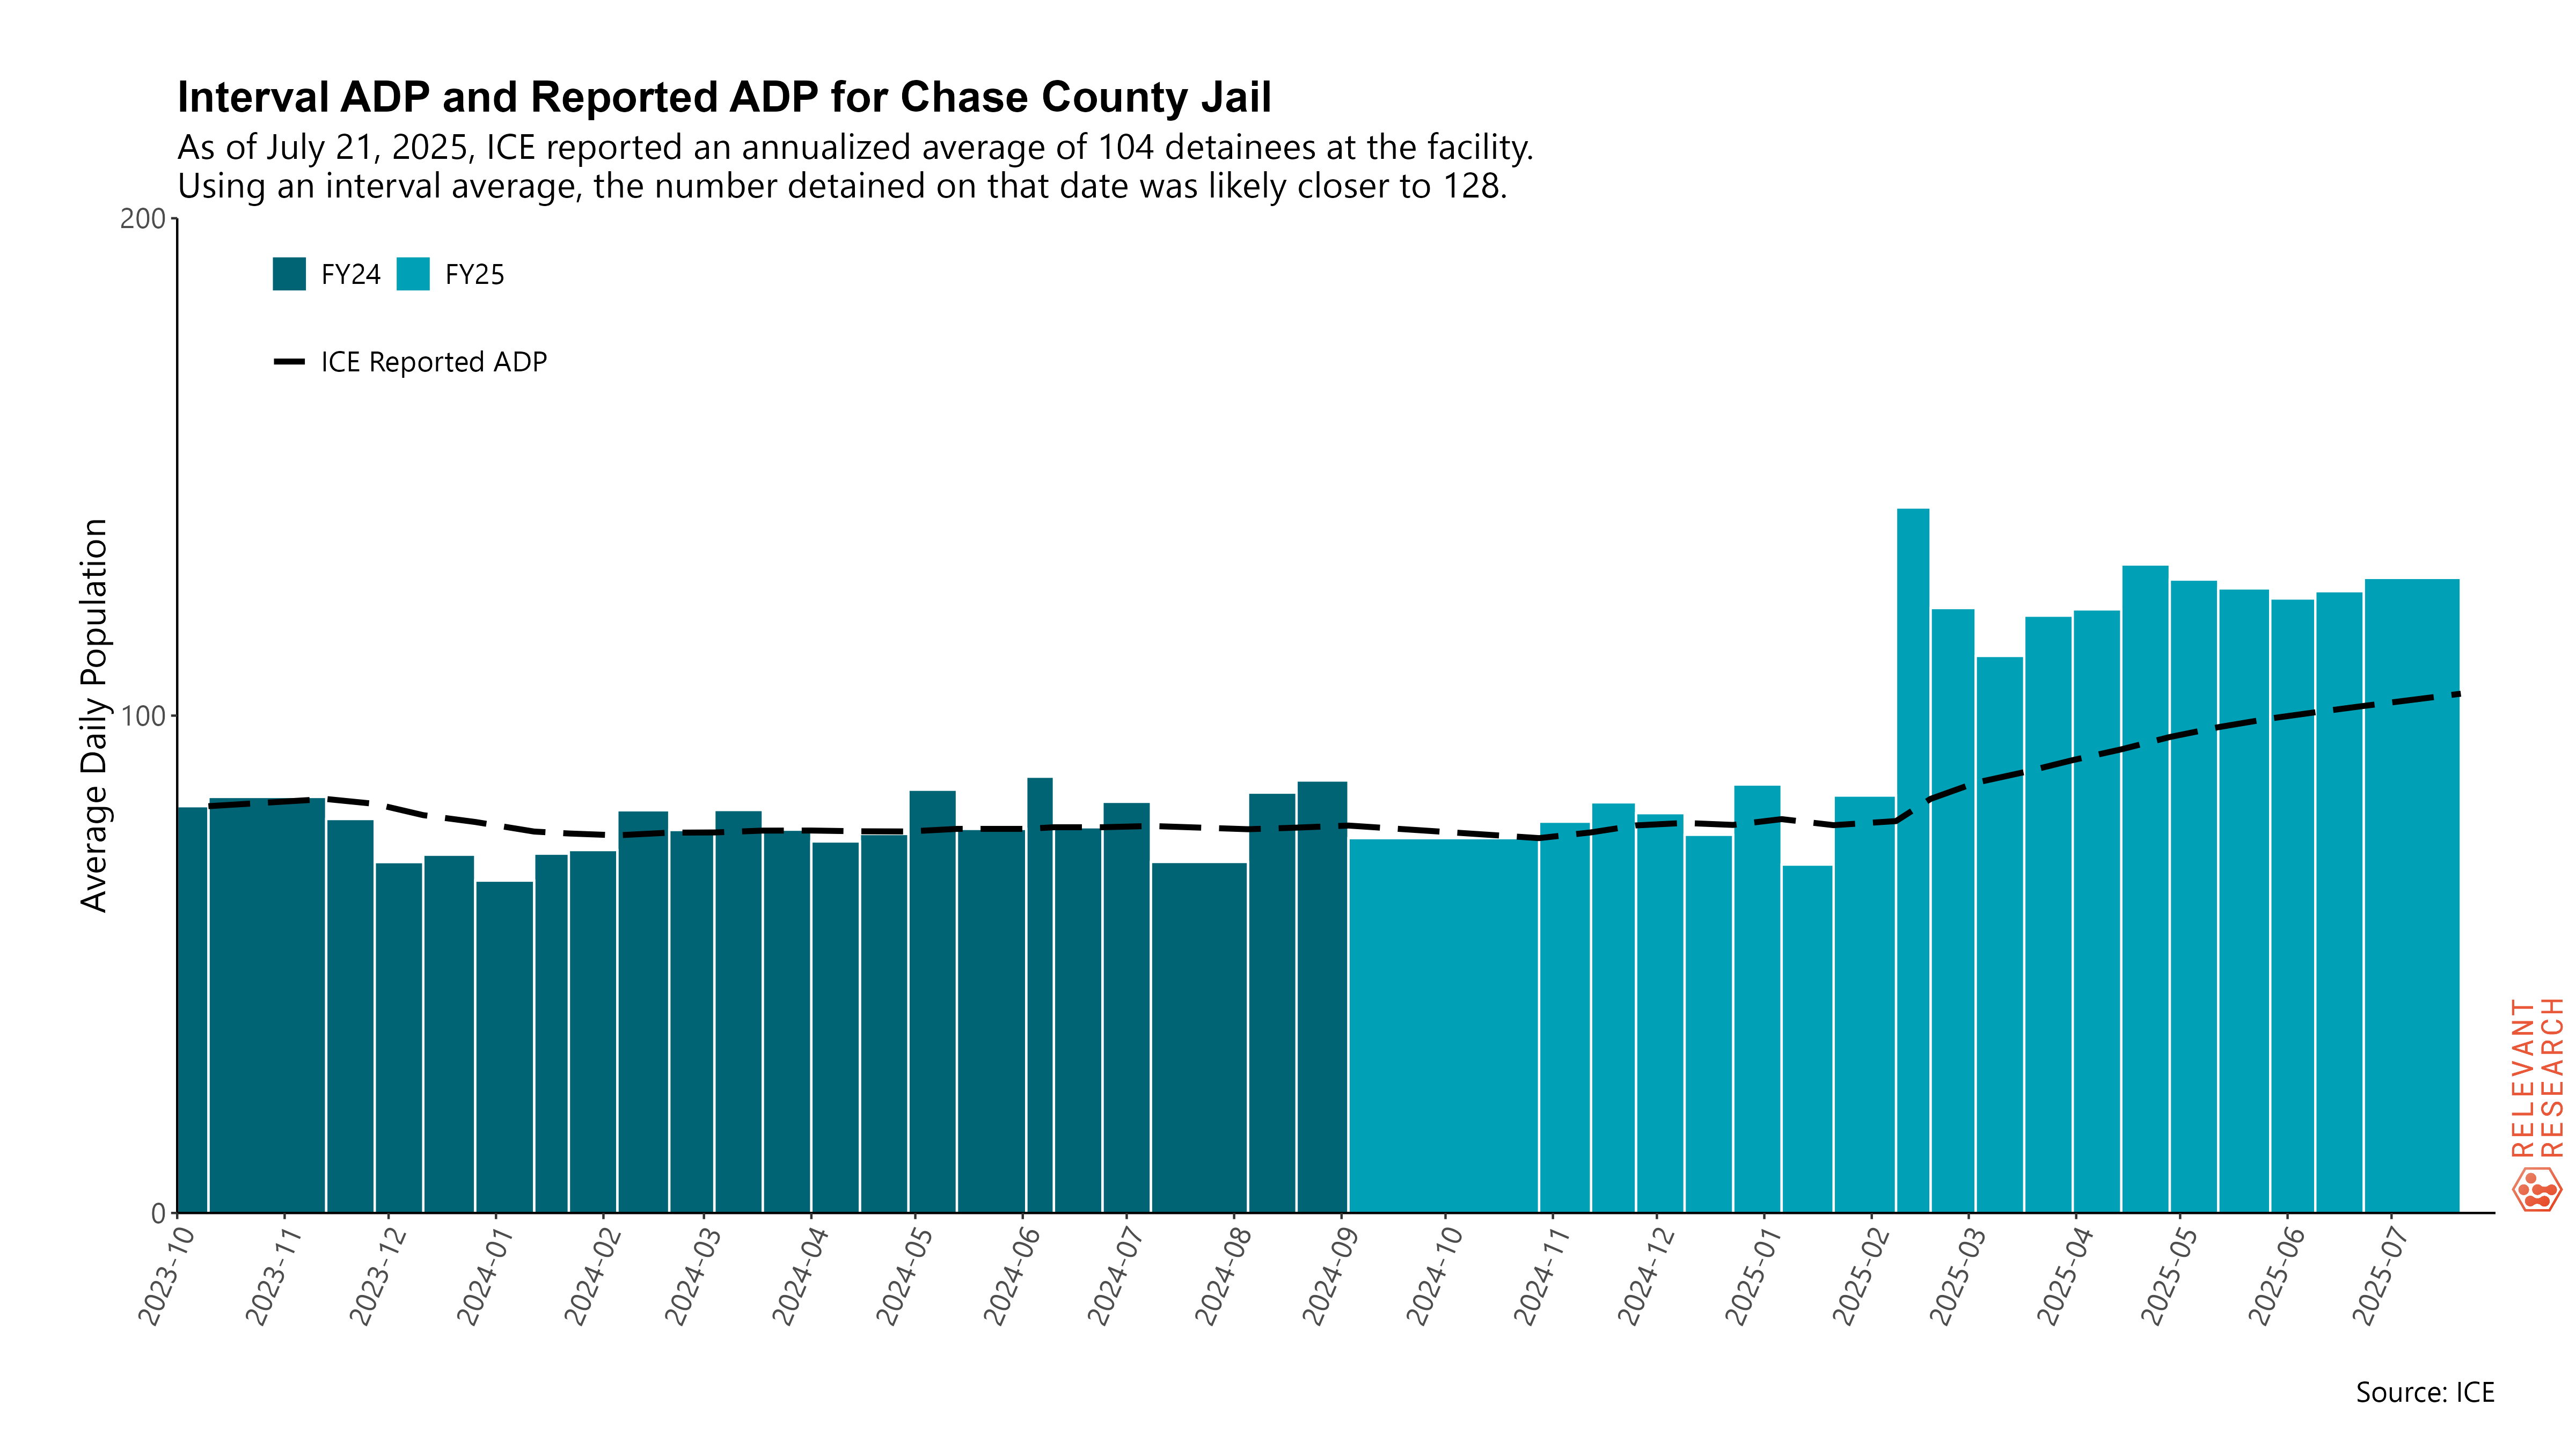 Interval ADP and Reported ADP for Chase County Jail
As of July 21, 2025, ICE reported an annualized average of 104 detainees at the facility.
Using an interval average, the number detained on that date was likely closer to 128.
200
FY24 FY25
ICE Reported ADP
Average Daily Population
100
0
2023-10 2023-11 2023-12 2024-01 2024-02 2024-03 2024-04 2024-05 2024-06 2024-07 2024-08 2024-09 2024-10 2024-11 2024-12 2025-01 2025-02 2025-03 2025-04 2025-05 2025-06 2025-07
RELEVANT
RESEARCH
Source: ICE